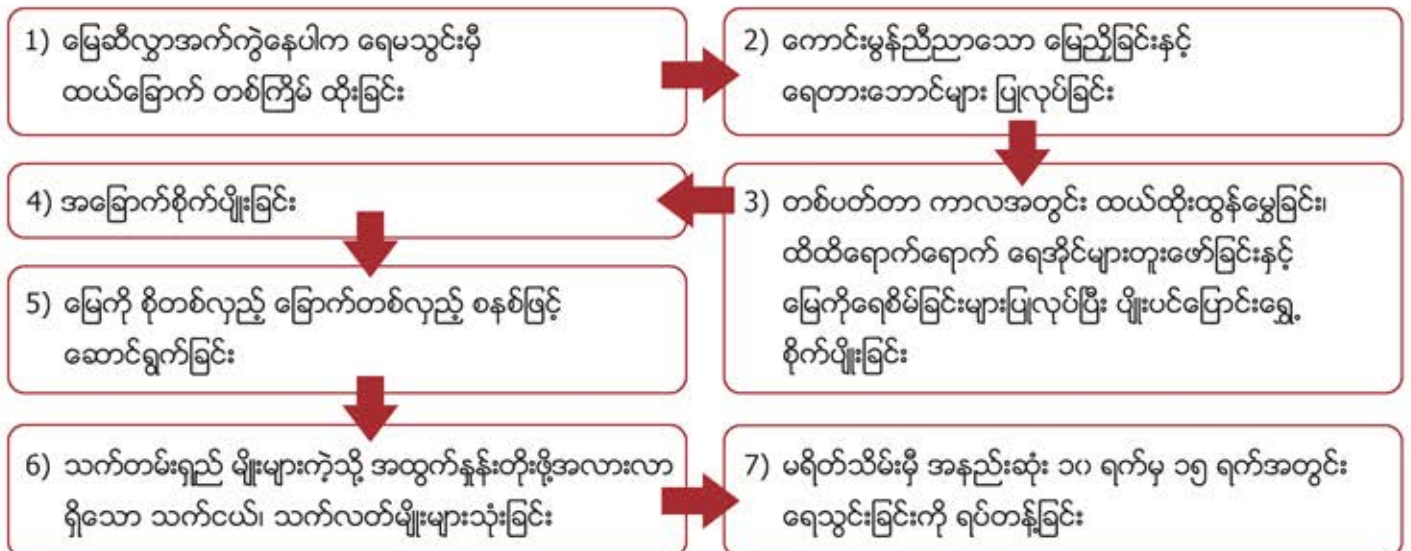 1) မြေဆီလွှာအက်ကွဲနေပါက ရေမသွင်းမှီ
ထယ်ခြောက် တစ်ကြိမ် ထိုးခြင်း
2) ကောင်းမွန်ညီညာသော မြေညှိခြင်းနှင့်
ရေတားဘောင်များ ပြုလုပ်ခြင်း
3) တစ်ပတ်တာ ကာလအတွင်း ထယ်ထိုးထွန်မွှေခြင်း၊
ထိထိရောက်ရောက် ရေအိုင်များတူးဖော်ခြင်းနှင့်
မြေကိုရေစိမ်ခြင်းများပြုလုပ်ပြီး ပျိုးပင်ပြောင်းရွှေ့
စိုက်ပျိုးခြင်း
4) အခြောက်စိုက်ပျိုးခြင်း
5) မြေကို စိုတစ်လှည့် ခြောက်တစ်လှည့် စနစ်ဖြင့်
ဆောင်ရွက်ခြင်း
6) သက်တမ်းရှည် မျိုးများကဲ့သို့ အထွက်နှုန်းတိုးဖို့အလားလာ
ရှိသော သက်ငယ်၊ သက်လတ်မျိုးများသုံးခြင်း
7) မရိတ်သိမ်းမှီ အနည်းဆုံး ၁၀ ရက်မှ ၁၅ ရက်အတွင်း
ရေသွင်းခြင်းကို ရပ်တန့်ခြင်း